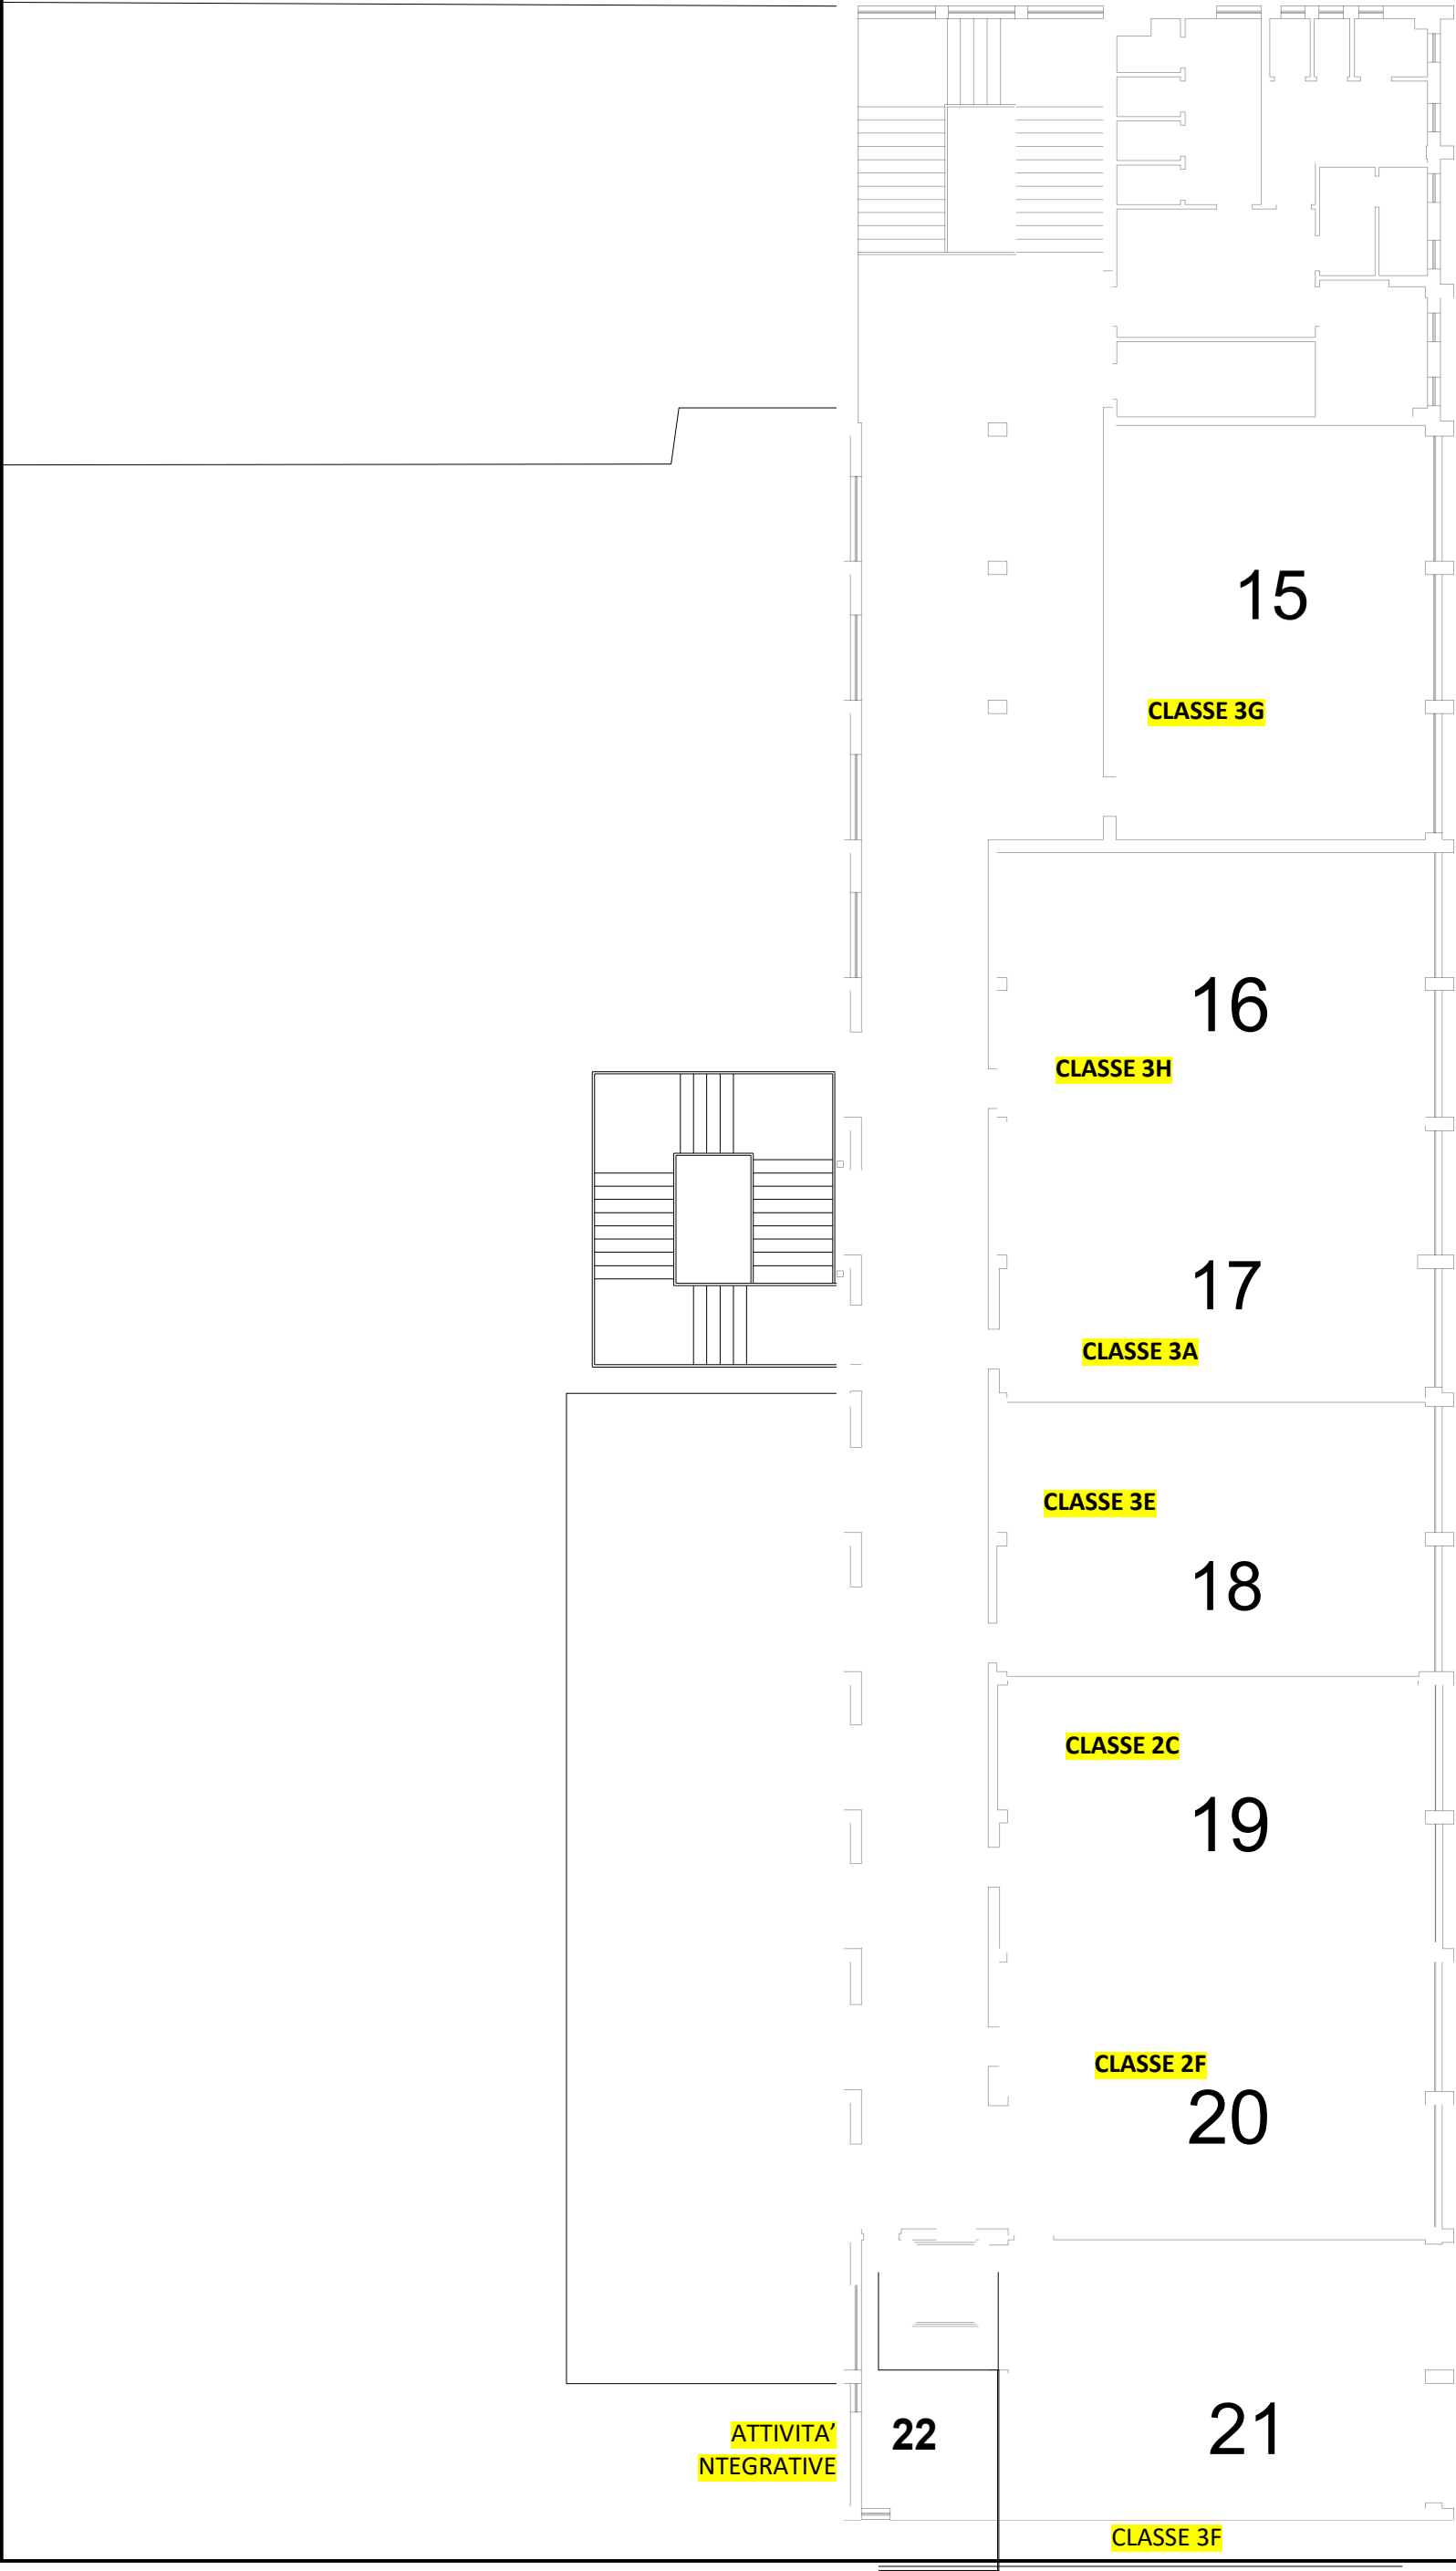 15
CLASSE 3G
16
CLASSE 3H
17
CLASSE 3A
CLASSE 3E
18
CLASSE 2C
19
CLASSE 2F
20
21
22
ATTIVITA’
NTEGRATIVE
CLASSE 3F